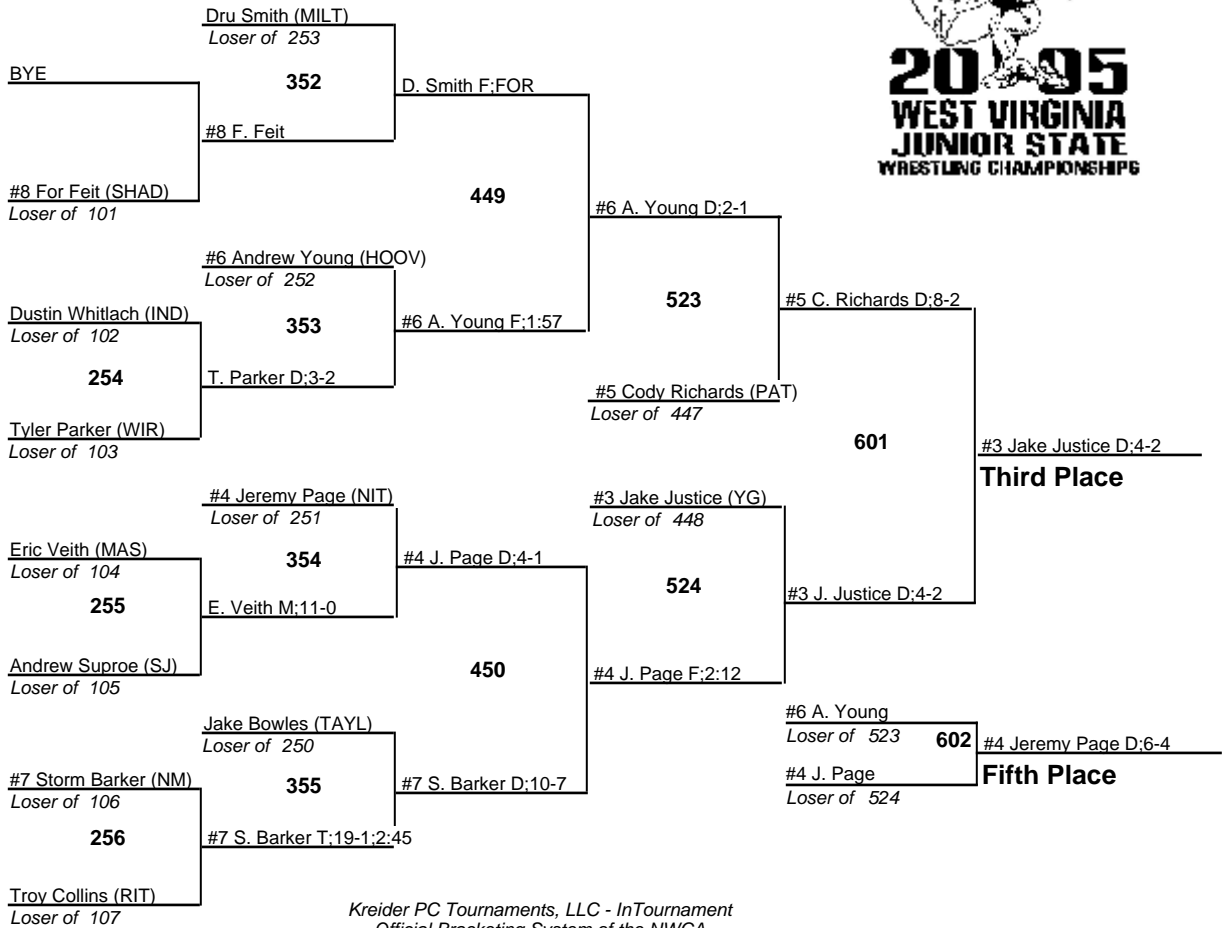 Dru Smith (MILT)
Loser of 253
BYE
352
D. Smith F;FOR
#8 F. Feit
#8 For Feit (SHAD)
Loser of 101
449
#6 A. Young D;2-1
#6 Andrew Young (HOOV)
Loser of 252
Dustin Whitlach (IND)
Loser of 102
353
#6 A. Young F;1:57
523
#5 C. Richards D;8-2
254
T. Parker D;3-2
#5 Cody Richards (PAT)
Loser of 447
Tyler Parker (WIR)
Loser of 103
601
#3 Jake Justice D;4-2
Third Place
#4 Jeremy Page (NIT)
Loser of 251
#3 Jake Justice (YG)
Loser of 448
Eric Veith (MAS)
Loser of 104
354
#4 J. Page D;4-1
524
#3 J. Justice D;4-2
255
E. Veith M;11-0
Andrew Suproe (SJ)
Loser of 105
450
#4 J. Page F;2:12
Jake Bowles (TAYL)
Loser of 250
#6 A. Young
Loser of 523
602
#4 Jeremy Page D;6-4
Fifth Place
#4 J. Page
Loser of 524
#7 Storm Barker (NM)
Loser of 106
355
#7 S. Barker D;10-7
256
#7 S. Barker T;19-1;2:45
Troy Collins (RIT)
Loser of 107
Kreider PC Tournaments, LLC - InTournament
Official Bracketing System of the NWCA
20 05
WEST VIRGINIA
JUNIOR STATE
WRESTLING CHAMPIONSHIPS